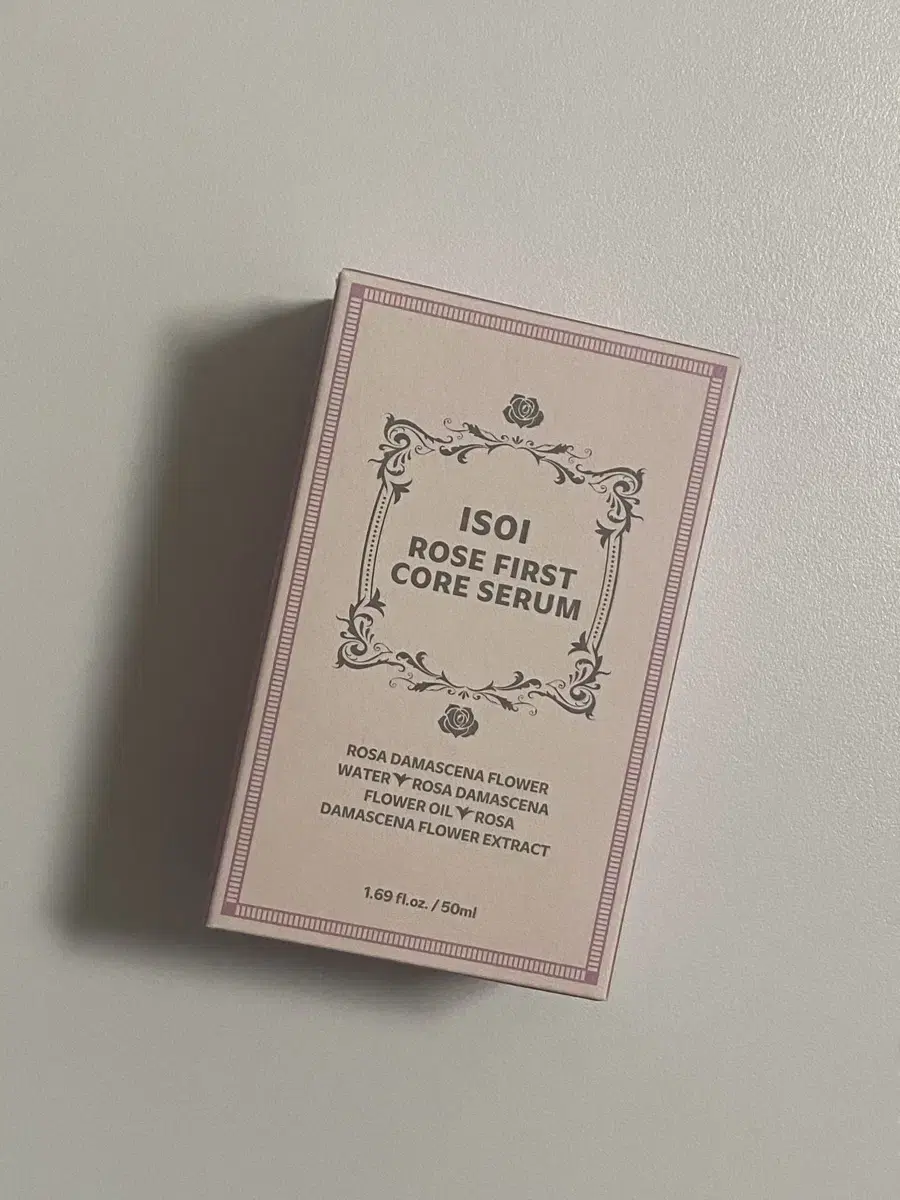 ISOI
ROSE FIRST
CORE SERUM
ROSA DAMASCENA FLOWER
WATER ROSA DAMASCENA
FLOWER OIL ROSA
DAMASCENA FLOWER EXTRACT
1.69 fl.oz. / 50ml